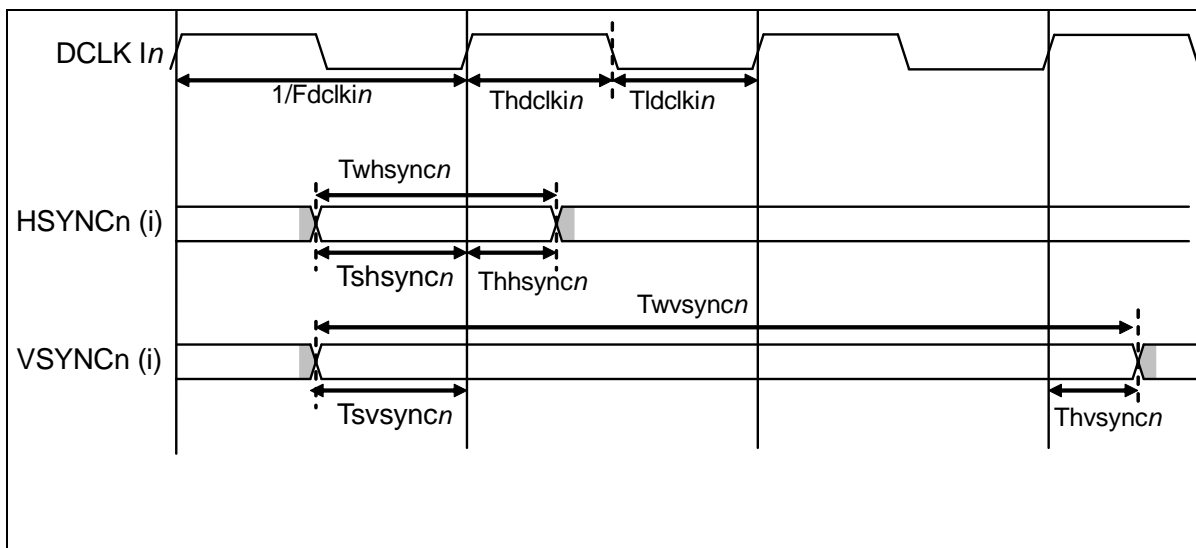 DCLK In
1/Fdclkin
Thdclkin
Tldclkin
Twhsyncn
HSYNCn (i)
Tshsyncn
Thhsyncn
Twvsyncn
VSYNCn (i)
Tsvsyncn
Thvsyncn